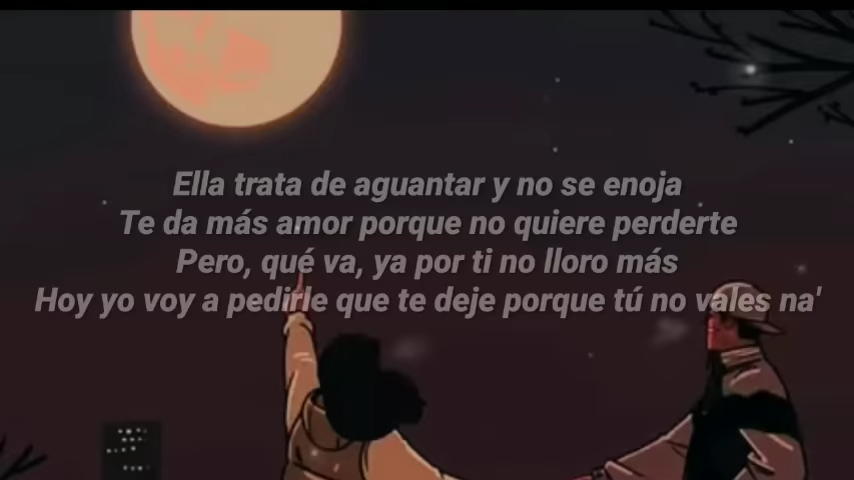 Ella trata de aguantar y no se enoja
Te da más amor porque no quiere perderte
Pero, qué va, ya por ti no lloro más
Hoy yo voy a pedirle que te deje porque tú no vales na'